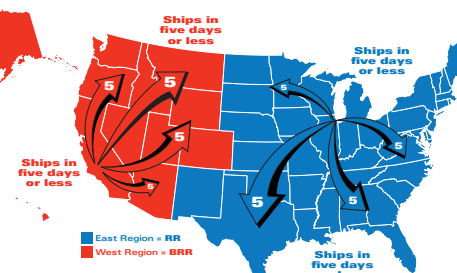 Ships in
five days
or less
Ships in
five days
or less
5
5
5
5
5
Ships in
five days
or less
5
5
5
East Region = RR
West Region = BRR
Ships in
five days